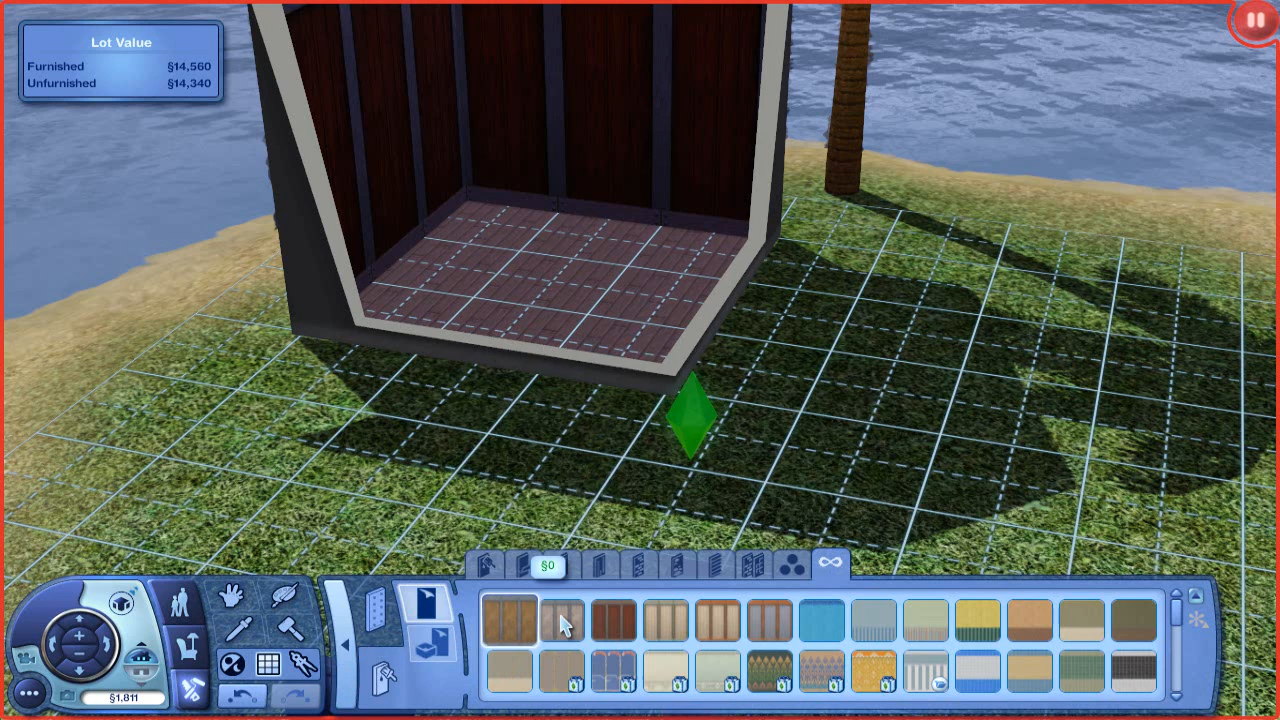 Lot Value
Furnished §14,560
Unfurnished §14,340
§0
§1,811